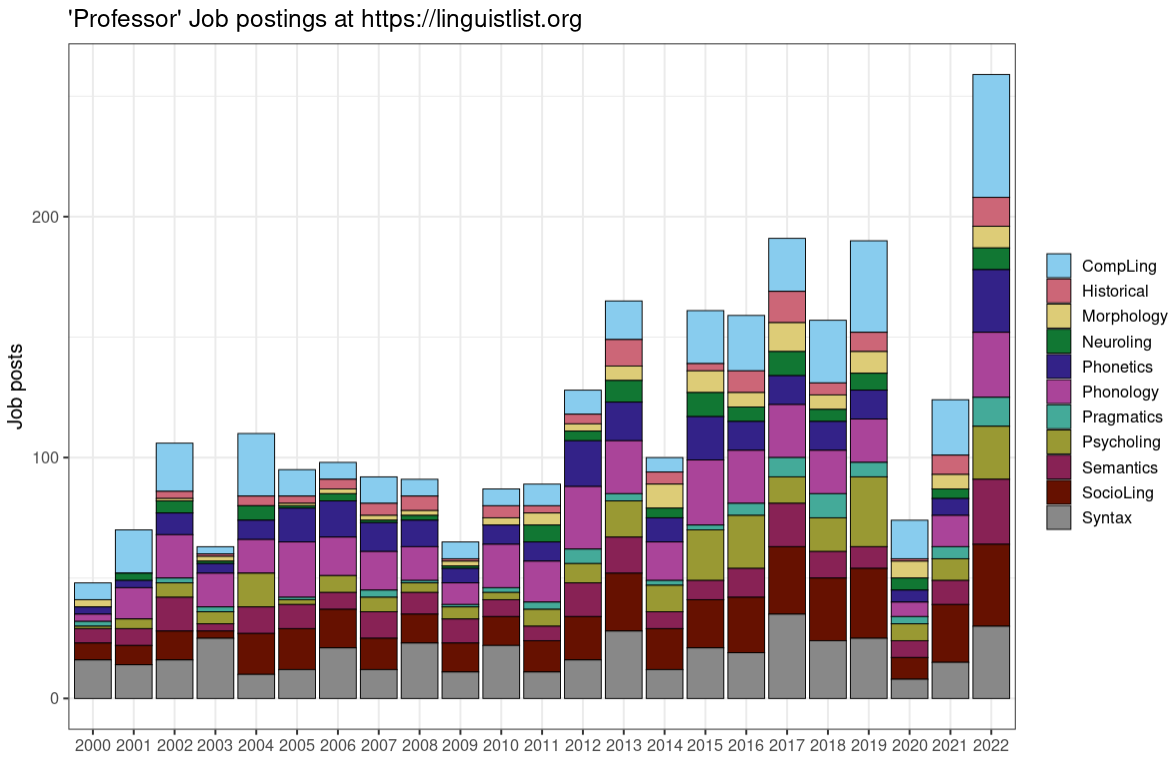 'Professor' Job postings at https://linguistlist.org
Job posts
200
100
0
2000 2001 2002 2003 2004 2005 2006 2007 2008 2009 2010 2011 2012 2013 2014 2015 2016 2017 2018 2019 2020 2021 2022
CompLing
Historical
Morphology
Neuroling
Phonetics
Phonology
Pragmatics
Psycholing
Semantics
SocioLing
Syntax